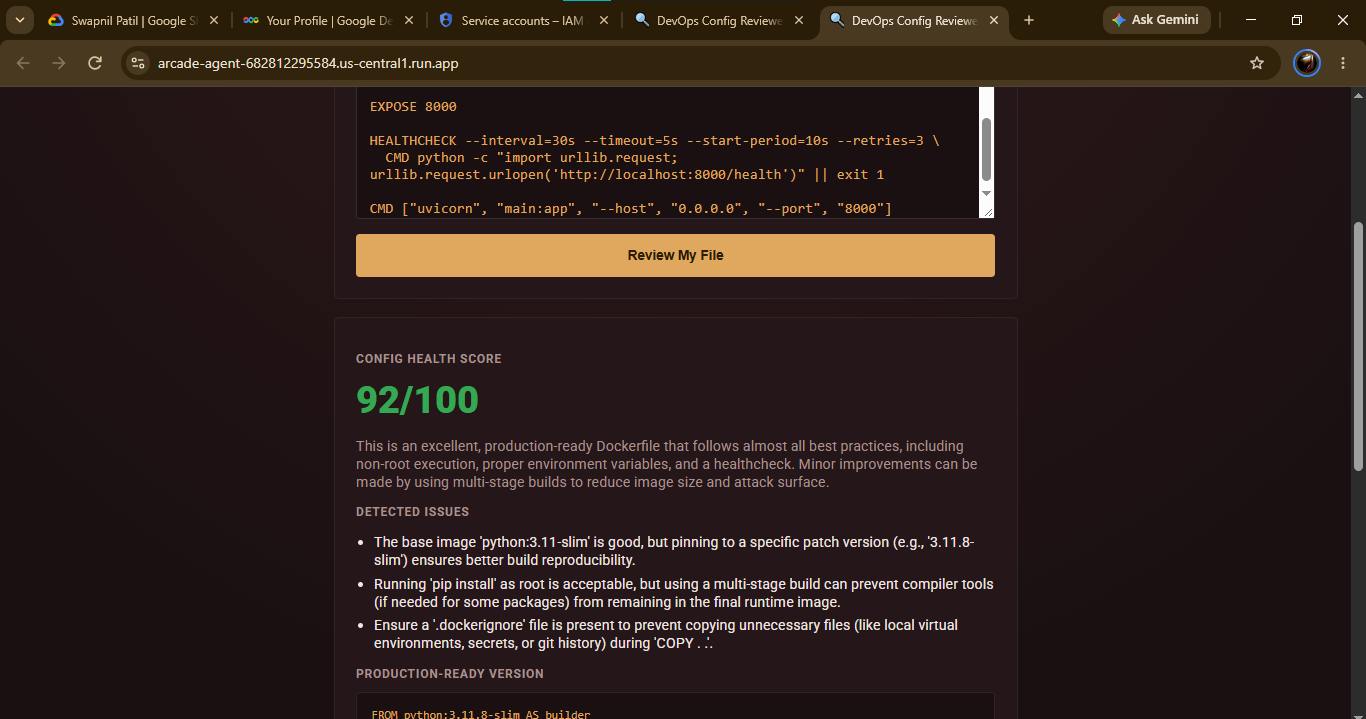 Swapnil Patil | Google Sk
Your Profile | Google De
Service accounts – IAM
DevOps Config Reviewe
DevOps Config Reviewe
Ask Gemini
arcade-agent-682812295584.us-central1.run.app
EXPOSE 8000
HEALTHCHECK --interval=30s --timeout=5s --start-period=10s --retries=3 \
CMD python -c "import urllib.request;
urllib.request.urlopen('http://localhost:8000/health')" || exit 1
CMD ["uvicorn", "main:app", "--host", "0.0.0.0", "--port", "8000"]
Review My File
CONFIG HEALTH SCORE
92/100
This is an excellent, production-ready Dockerfile that follows almost all best practices, including
non-root execution, proper environment variables, and a healthcheck. Minor improvements can be
made by using multi-stage builds to reduce image size and attack surface.
DETECTED ISSUES
• The base image 'python:3.11-slim' is good, but pinning to a specific patch version (e.g., '3.11.8-
slim') ensures better build reproducibility.
• Running 'pip install' as root is acceptable, but using a multi-stage build can prevent compiler tools
(if needed for some packages) from remaining in the final runtime image.
• Ensure a '.dockerignore' file is present to prevent copying unnecessary files (like local virtual
environments, secrets, or git history) during 'COPY . .'.
PRODUCTION-READY VERSION
FROM python:3.11.8-slim AS builder